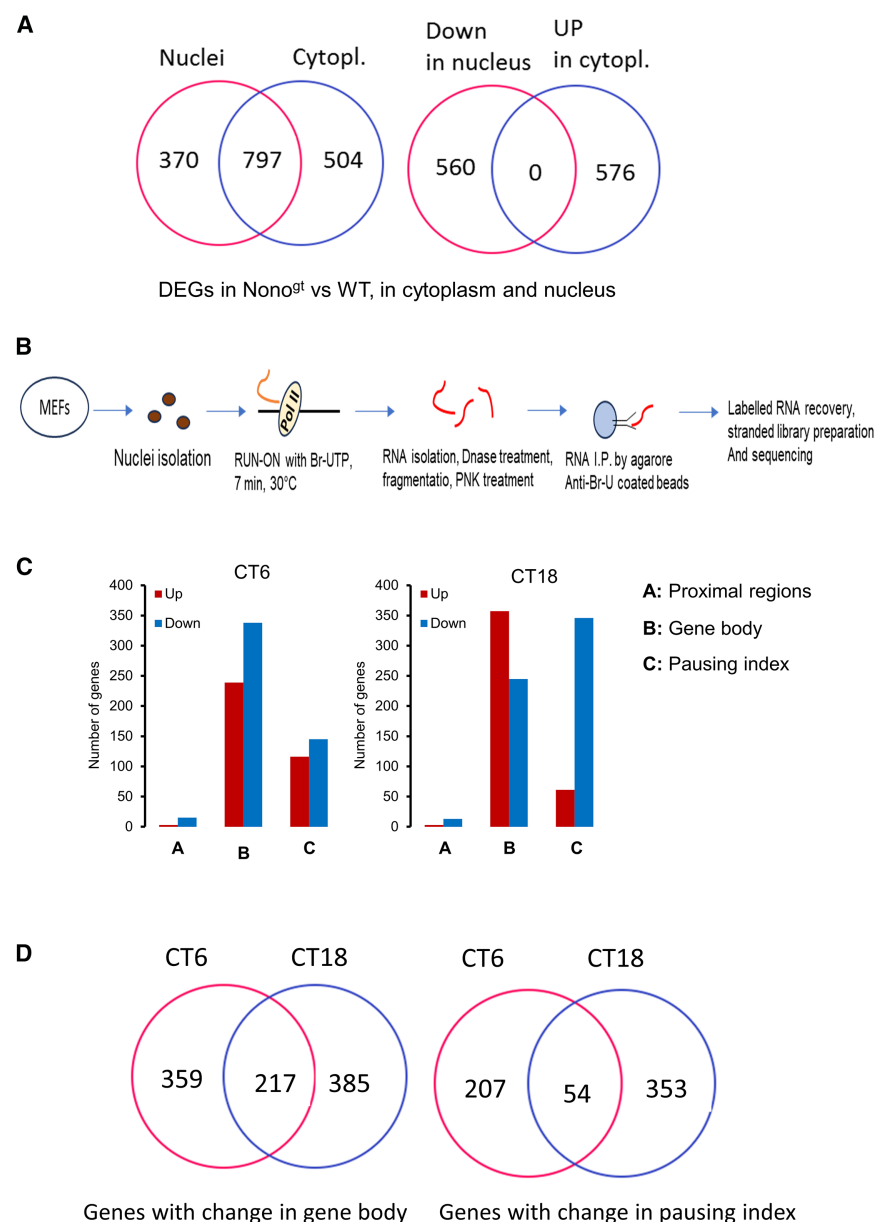 A
Nuclei
Cytopl.
Down
in nucleus
UP
in cytopl.
370
797
504
560
0
576
DEGs in Nonogt vs WT, in cytoplasm and nucleus
B
MEFs
Nuclei isolation
Pol II
RUN-ON with Br-UTP,
7 min, 30°C
RNA isolation, Dnase treatment,
fragmentatio, PNK treatment
RNA I.P. by agarore
Anti-Br-U coated beads
Labelled RNA recovery,
stranded library preparation
And sequencing
C
CT6
Number of genes
400
350
300
250
200
150
100
50
0
Up
Down
A
B
C
CT18
Number of genes
400
350
300
250
200
150
100
50
0
Up
Down
A
B
C
A: Proximal regions
B: Gene body
C: Pausing index
D
CT6
CT18
359
217
385
Genes with change in gene body
CT6
CT18
207
54
353
Genes with change in pausing index